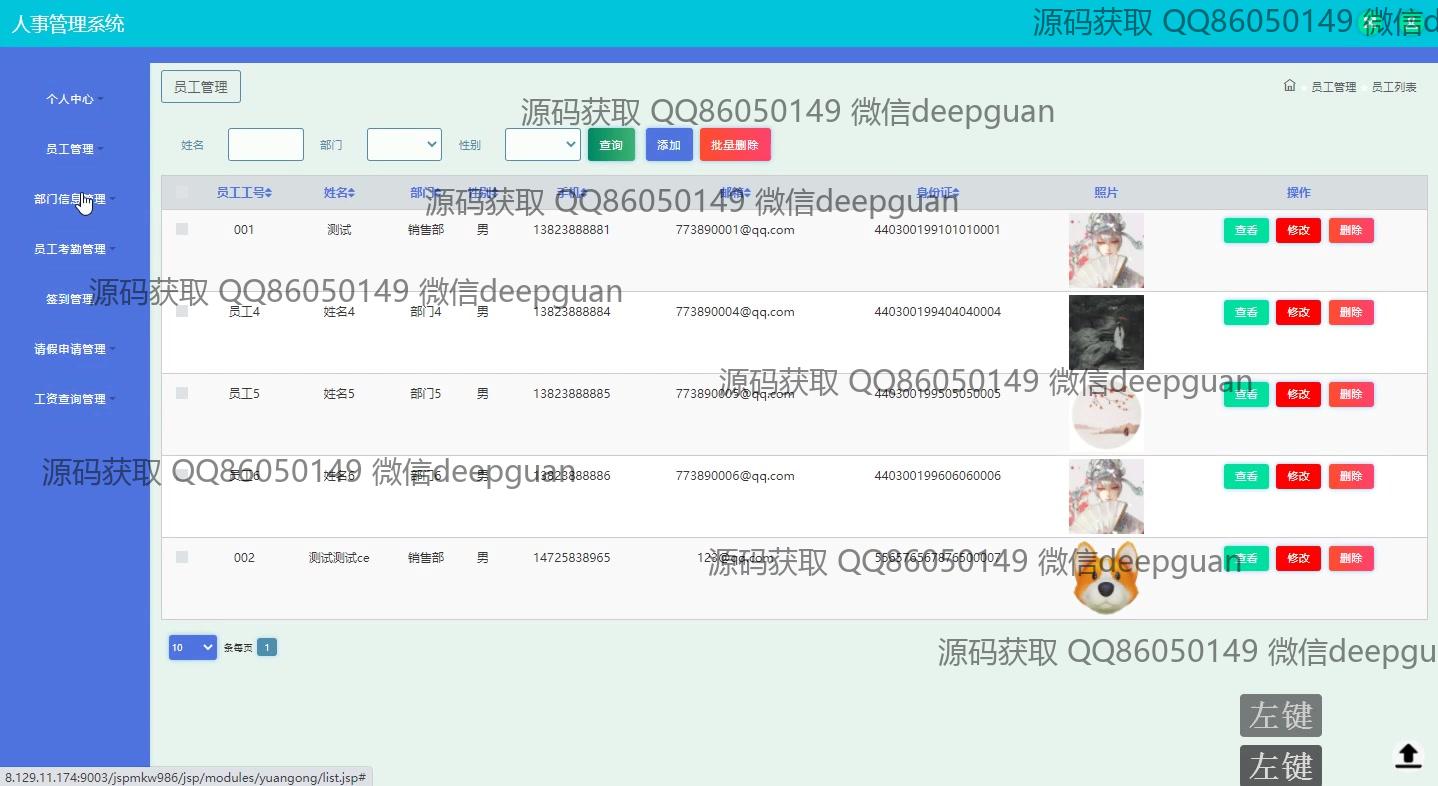 人事管理系统
源码获取 QQ86050149 微信d
个人中心
员工管理
部门信息管理
员工考勤管理
签到管理
请假申请管理
工资查询管理
员工管理
员工管理 员工列表
源码获取 QQ86050149 微信deepguan
姓名 部门 性别 查询 添加 批量删除
员工工号 姓名 部门 性别 手机 邮箱 身份证 照片 操作
源码获取 QQ86050149 微信deepguan
001 测试 销售部 男 13823888881 773890001@qq.com 440300199101010001 查看 修改 删除
源码获取 QQ86050149 微信deepguan
员工4 姓名4 部门4 男 13823888884 773890004@qq.com 440300199404040004 查看 修改 删除
源码获取 QQ86050149 微信deepguan
员工5 姓名5 部门5 男 13823888885 773890005@qq.com 440300199505050005 查看 修改 删除
源码获取 QQ86050149 微信deepguan
员工6 姓名6 部门6 男 13823888886 773890006@qq.com 440300199606060006 查看 修改 删除
002 测试测试ce 销售部 男 14725838965 123@qq.com 查看 修改 删除
源码获取 QQ86050149 微信deepguan
10 条每页 1
源码获取 QQ86050149 微信deepgu
左键
左键
8.129.11.174:9003/jspmkw986/jsp/modules/yuangong/list.jsp#